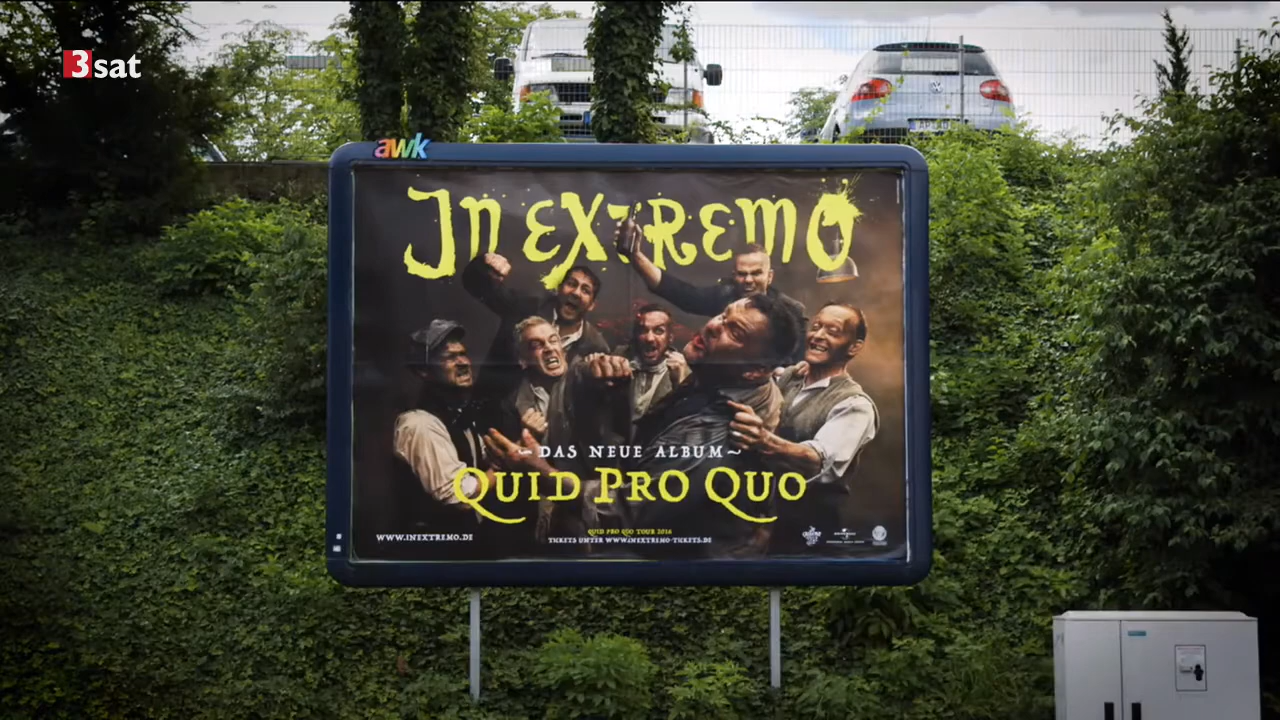 3sat
awk
IN EXTREMO
~DAS NEUE ALBUM~
QUID PRO QUO
QUID PRO QUO TOUR 2016
WWW.INEXTREMO.DE
TICKETS UNTER WWW.INEXTREMO-TICKETS.DE